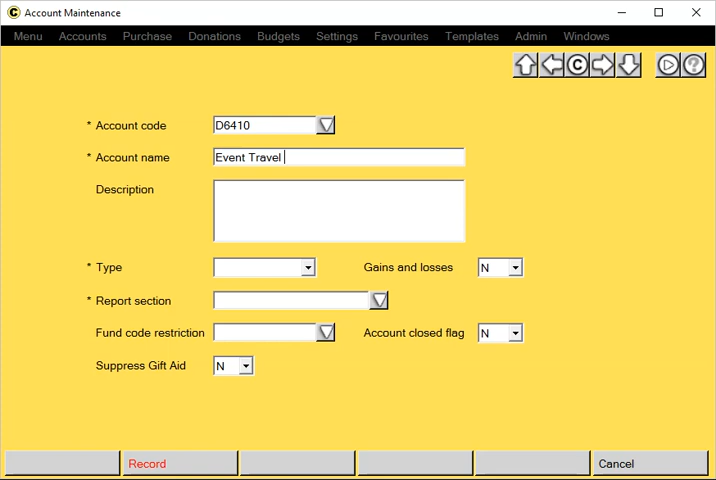 C Account Maintenance
Menu Accounts Purchase Donations Budgets Settings Favourites Templates Admin Windows
C ?
* Account code D6410
* Account name Event Travel
Description
* Type Gains and losses N
* Report section
Fund code restriction Account closed flag N
Suppress Gift Aid N
Record Cancel